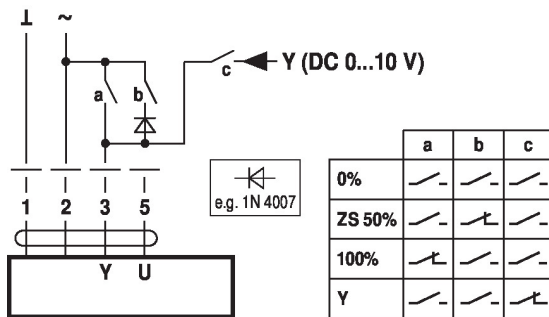 ⊥ ~
a b c Y (DC 0...10 V)
1 2 3 5
Y U
e.g. 1N 4007
a b c
0%
ZS 50%
100%
Y